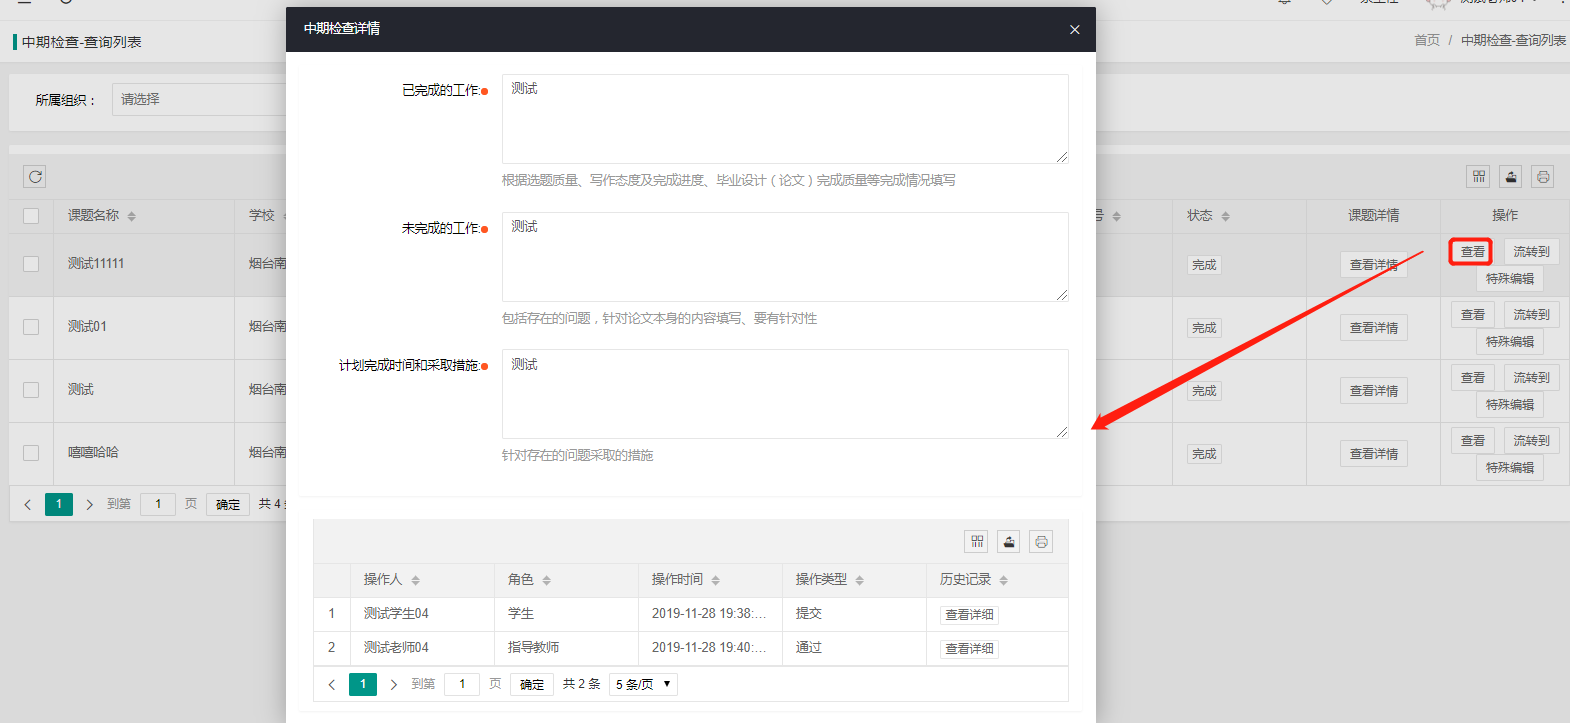 中期检查详情
中期检查-查询列表
首页 / 中期检查-查询列表
所属组织： 请选择
已完成的工作: 测试
根据选题质量、写作态度及完成进度、毕业设计（论文）完成质量等完成情况填写
未完成的工作: 测试
包括存在的问题，针对论文本身的内容填写、要有针对性
计划完成时间和采取措施: 测试
针对存在的问题采取的措施
课题名称 学校 号 状态 课题详情 操作
测试11111 烟台南 完成 查看详情 查看 流转到
特殊编辑
测试01 烟台南 完成 查看详情 查看 流转到
特殊编辑
测试 烟台南 完成 查看详情 查看 流转到
特殊编辑
嘻嘻哈哈 烟台南 完成 查看详情 查看 流转到
特殊编辑
1 到第 1 页 确定 共 4
操作人 角色 操作时间 操作类型 历史记录
1 测试学生04 学生 2019-11-28 19:38:... 提交 查看详细
2 测试老师04 指导教师 2019-11-28 19:40:... 通过 查看详细
1 到第 1 页 确定 共 2 条 5 条/页